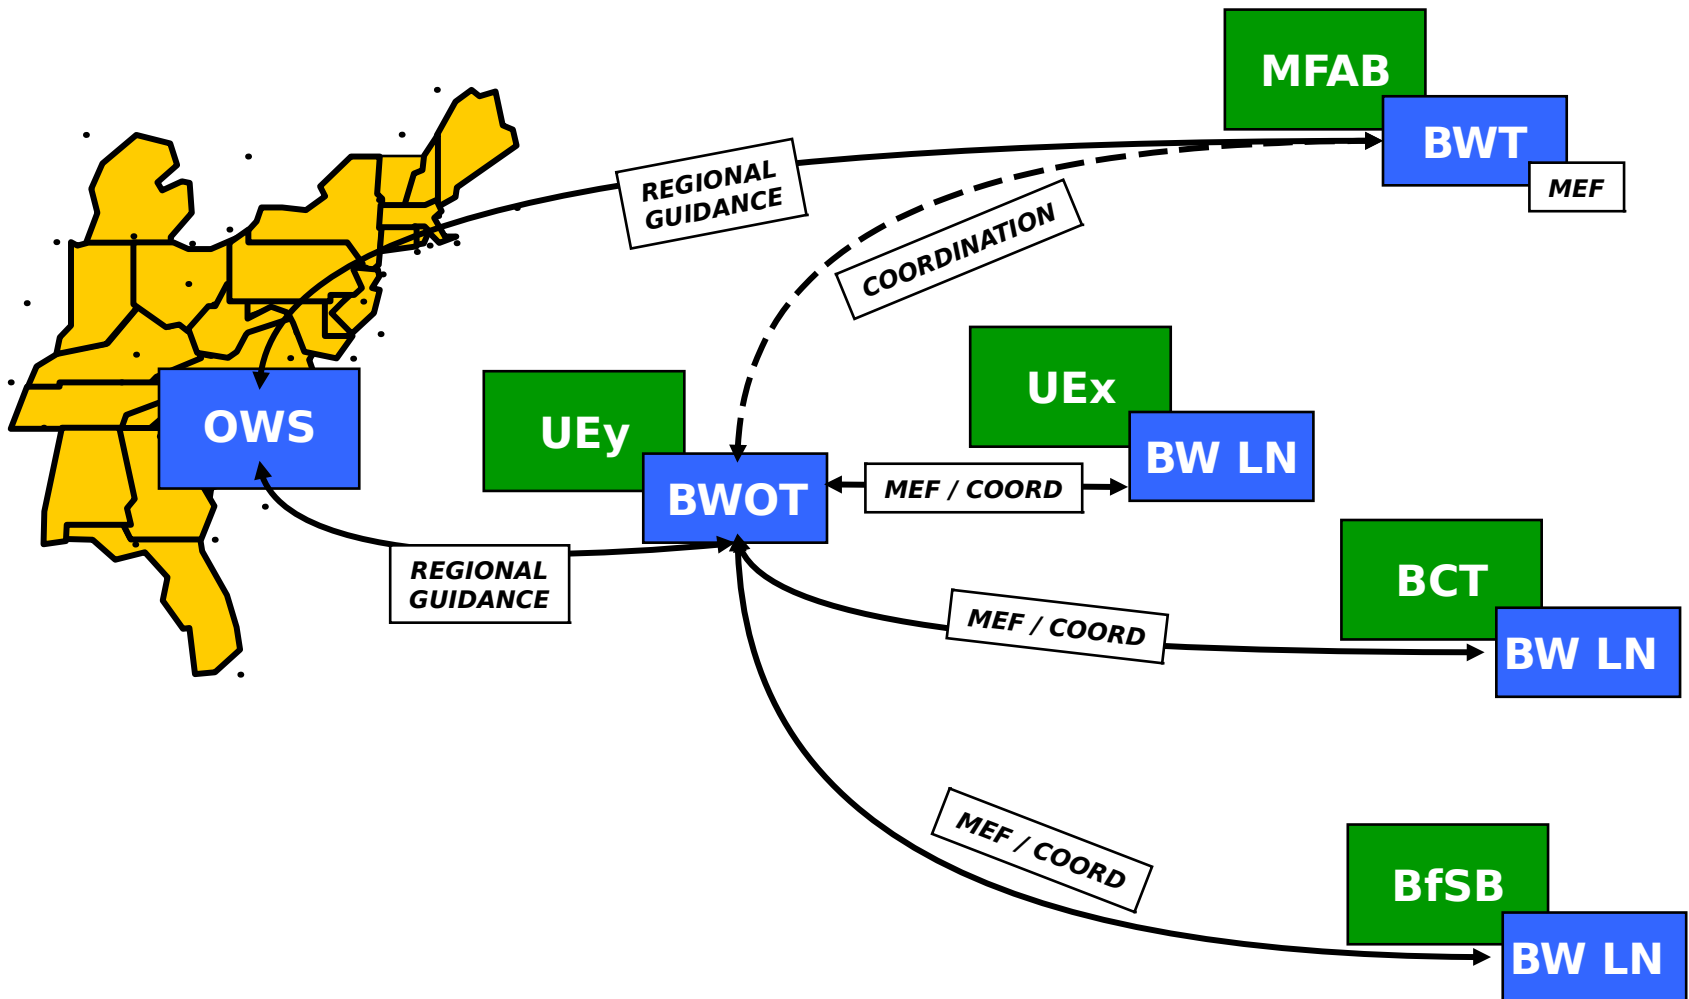 MFAB
BWT
MEF
REGIONAL
GUIDANCE
COORDINATION
UEx
BW LN
OWS
UEy
BWOT
MEF / COORD
REGIONAL
GUIDANCE
BCT
BW LN
MEF / COORD
MEF / COORD
BfSB
BW LN